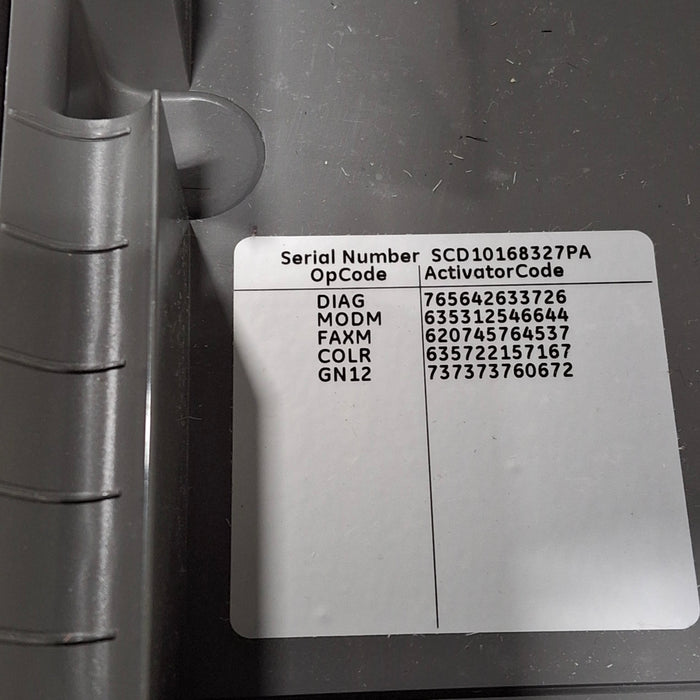 Serial Number SCD10168327PA
OpCode ActivatorCode
DIAG 765642633726
MODM 635312546644
FAXM 620745764537
COLR 635722157167
GN12 737373760672